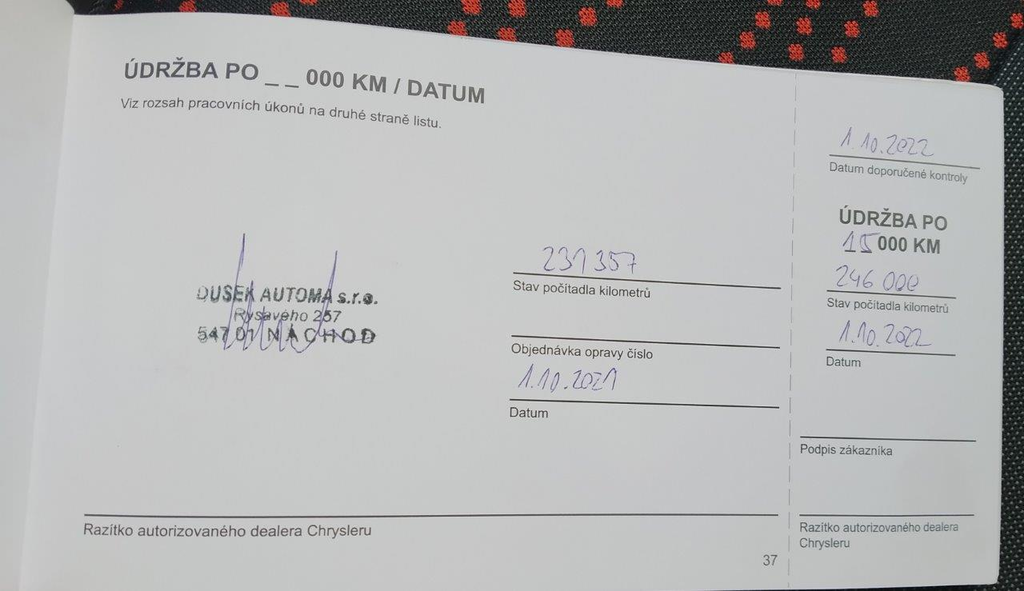 ÚDRŽBA PO _ _ 000 KM / DATUM
Viz rozsah pracovních úkonů na druhé straně listu.
DUSEK AUTOMA s.r.o.
Rysavého 257
547 01 NÁCHOD
231 357
Stav počítadla kilometrů
Objednávka opravy číslo
1.10.2021
Datum
Razítko autorizovaného dealera Chrysleru
37
1.10.2022
Datum doporučené kontroly
ÚDRŽBA PO
15 000 KM
246 000
Stav počítadla kilometrů
1.10.2022
Datum
Podpis zákazníka
Razítko autorizovaného dealera
Chrysleru